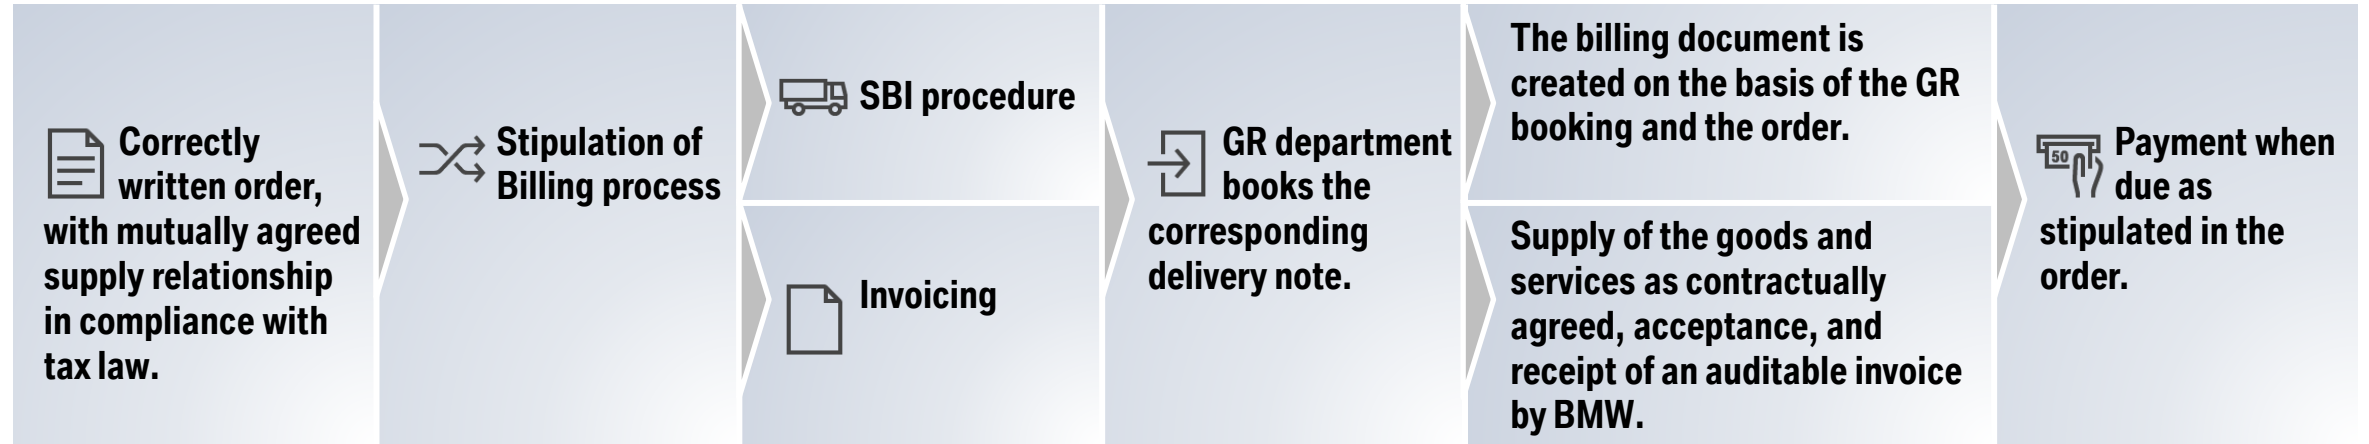 Correctly
written order,
with mutually agreed
supply relationship
in compliance with
tax law.
Stipulation of
Billing process
SBI procedure
Invoicing
GR department
books the
corresponding
delivery note.
The billing document is
created on the basis of the GR
booking and the order.
Supply of the goods and
services as contractually
agreed, acceptance, and
receipt of an auditable invoice
by BMW.
50
Payment when
due as
stipulated in the
order.